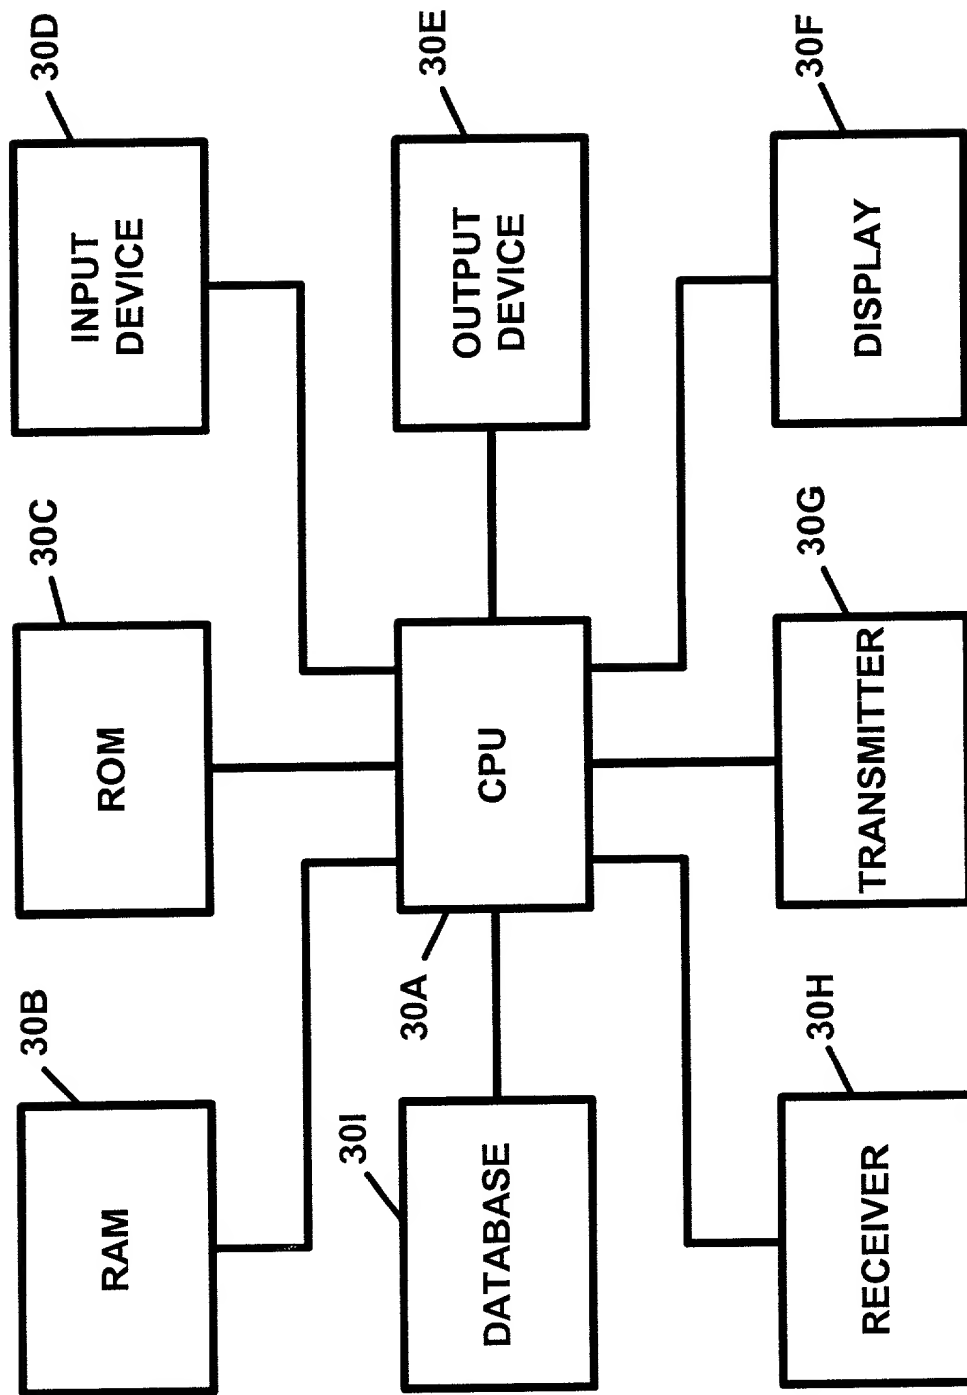 30B
RAM
30C
ROM
30D
INPUT
DEVICE
30I
DATABASE
30A
CPU
30E
OUTPUT
DEVICE
30H
RECEIVER
30G
TRANSMITTER
30F
DISPLAY